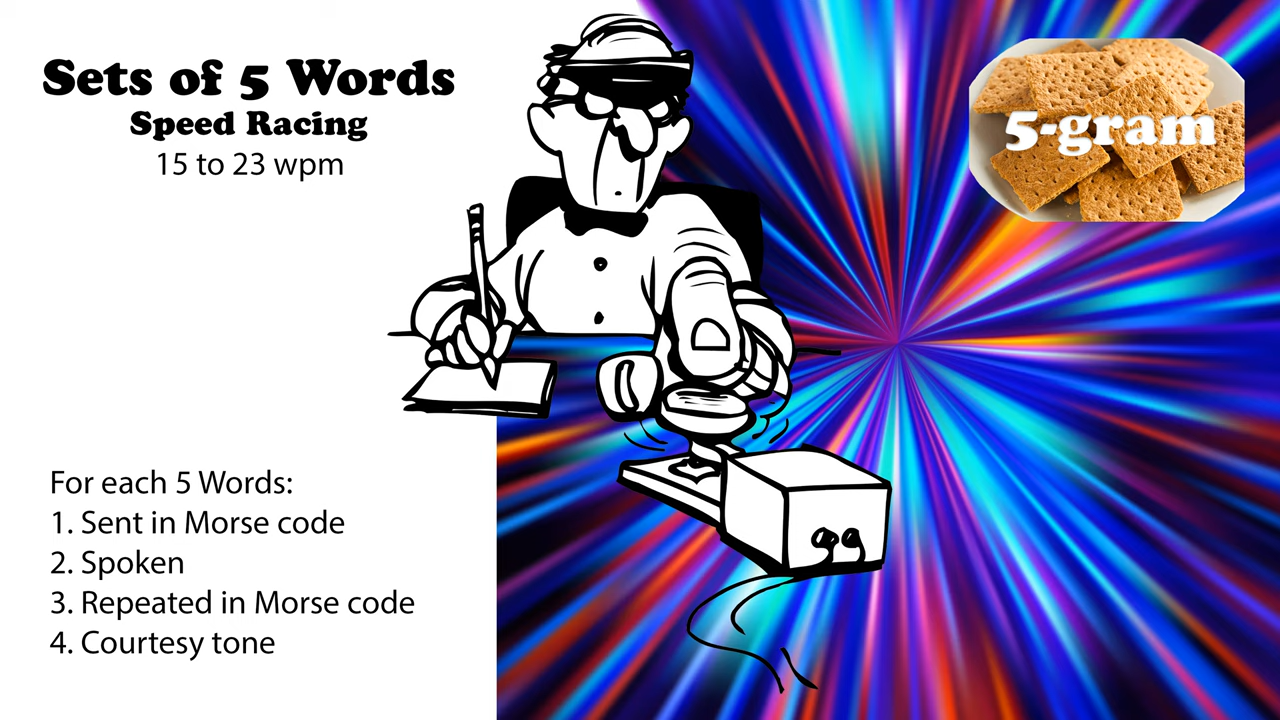 Sets of 5 Words
Speed Racing
15 to 23 wpm
5-gram
For each 5 Words:
1. Sent in Morse code
2. Spoken
3. Repeated in Morse code
4. Courtesy tone